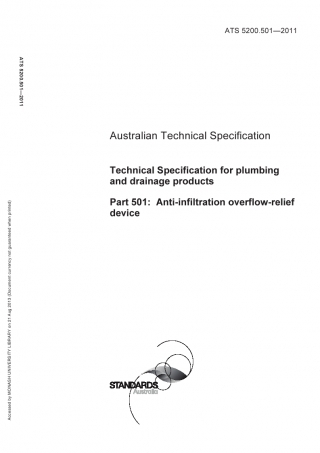 ATS 5200.501—2011
ATS 5200.501—2011
Australian Technical Specification
Technical Specification for plumbing
and drainage products
Part 501: Anti-infiltration overflow-relief
device
Accessed by MONASH UNIVERSITY LIBRARY on 21 Aug 2013 (Document currency not guaranteed when printed)
STANDARDS
Australia